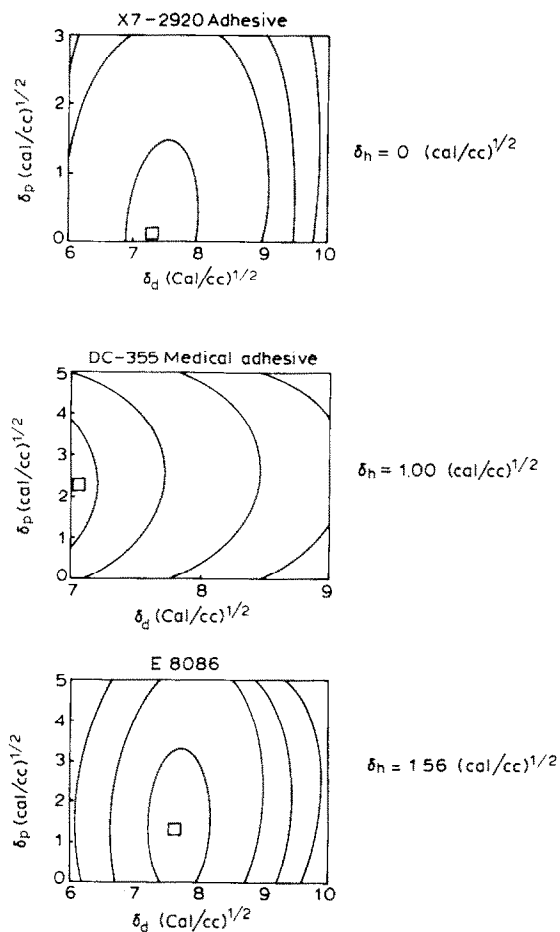 X7-2920 Adhesive
3
2
1
0
δp (cal/cc)1/2
6 7 8 9 10
δd (Cal/cc)1/2
δh = 0 (cal/cc)1/2
DC-355 Medical adhesive
5
4
3
2
1
0
δp (cal/cc)1/2
7 8 9
δd (Cal/cc)1/2
δh = 1.00 (cal/cc)1/2
E 8086
5
4
3
2
1
0
δp (cal/cc)1/2
6 7 8 9 10
δd (Cal/cc)1/2
δh = 1.56 (cal/cc)1/2